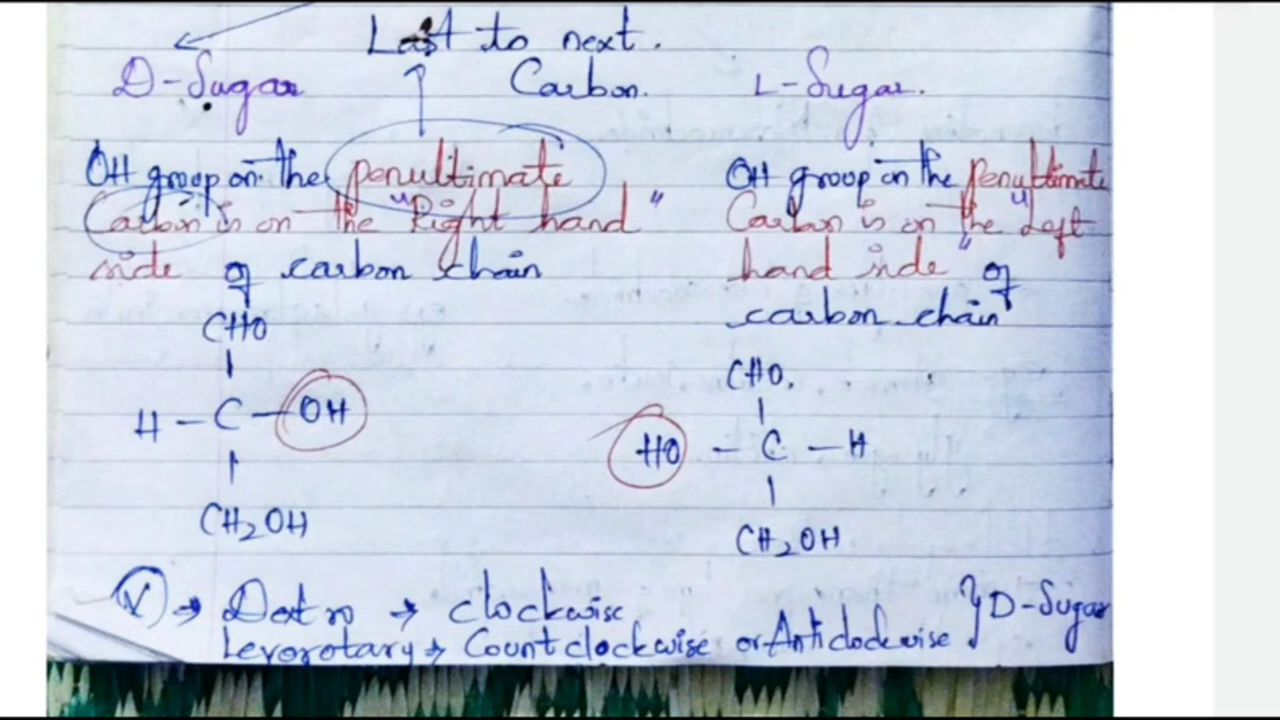 Last to next.
D-Sugar
Carbon.
L-Sugar.
OH group on the penultimate
Carbon is on the "Right hand"
side of carbon chain
CHO
H - C - OH
CH2OH
OH group on the penultimate
Carbon is on the "Left
hand side" of
carbon chain
CHO.
HO - C - H
CH2OH
→ Dextro → Clockwise
Levorotary → Countclockwise or Anticlockwise } D-Sugar